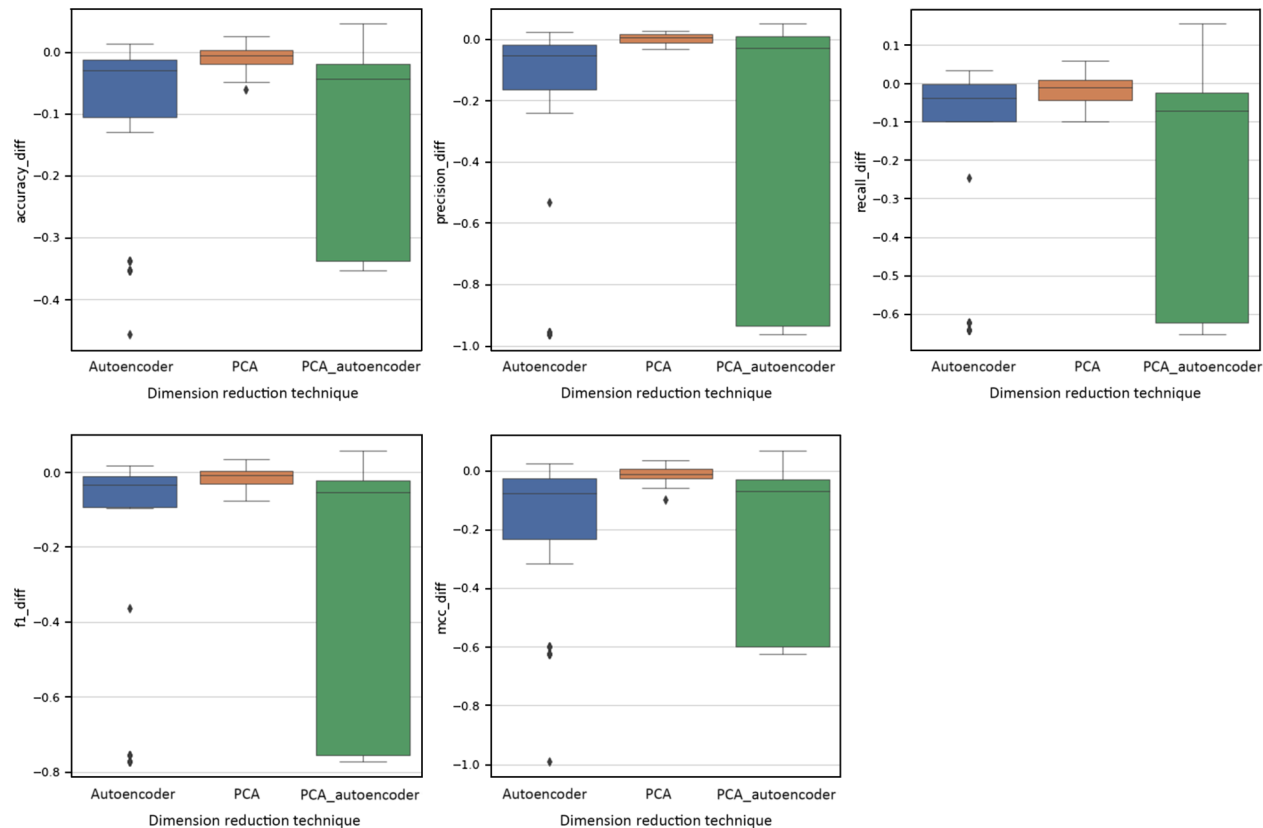 0.0
−0.1
−0.2
−0.3
−0.4
accuracy_diff
Autoencoder PCA PCA_autoencoder
Dimension reduction technique
0.0
−0.2
−0.4
−0.6
−0.8
−1.0
precision_diff
Autoencoder PCA PCA_autoencoder
Dimension reduction technique
0.1
0.0
−0.1
−0.2
−0.3
−0.4
−0.5
−0.6
recall_diff
Autoencoder PCA PCA_autoencoder
Dimension reduction technique
0.0
−0.2
−0.4
−0.6
−0.8
f1_diff
Autoencoder PCA PCA_autoencoder
Dimension reduction technique
0.0
−0.2
−0.4
−0.6
−0.8
−1.0
mcc_diff
Autoencoder PCA PCA_autoencoder
Dimension reduction technique